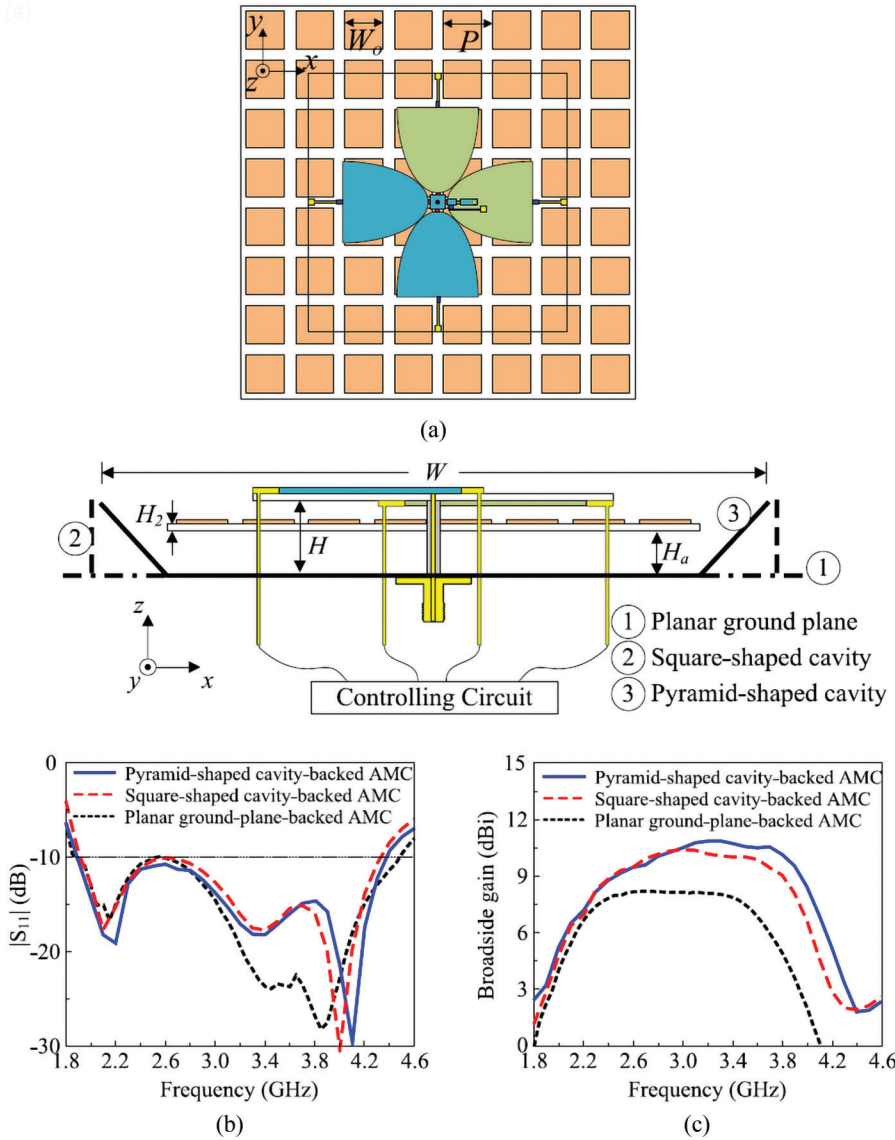 (a)
y
x
z
Wo
P
(a)
W
H2
H
Ha
2
3
1
z
y
x
Controlling Circuit
1 Planar ground plane
2 Square-shaped cavity
3 Pyramid-shaped cavity
0
-10
-20
-30
|S11| (dB)
Pyramid-shaped cavity-backed AMC
Square-shaped cavity-backed AMC
Planar ground-plane-backed AMC
1.8 2.2 2.6 3.0 3.4 3.8 4.2 4.6
Frequency (GHz)
(b)
15
12
9
6
3
0
Broadside gain (dBi)
Pyramid-shaped cavity-backed AMC
Square-shaped cavity-backed AMC
Planar ground-plane-backed AMC
1.8 2.2 2.6 3.0 3.4 3.8 4.2 4.6
Frequency (GHz)
(c)